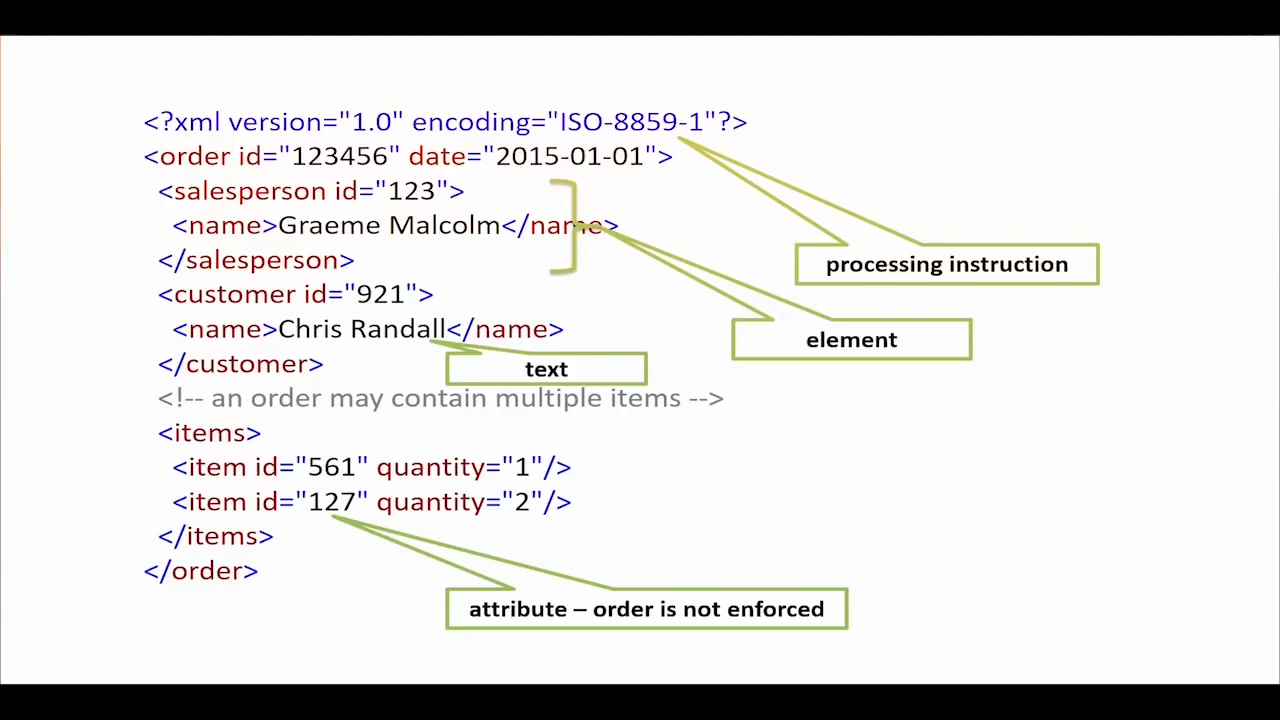 <?xml version="1.0" encoding="ISO-8859-1"?>
<order id="123456" date="2015-01-01">
<salesperson id="123">
<name>Graeme Malcolm</name>
</salesperson>
processing instruction
<customer id="921">
<name>Chris Randall</name>
element
</customer>
text
<!-- an order may contain multiple items -->
<items>
<item id="561" quantity="1"/>
<item id="127" quantity="2"/>
</items>
</order>
attribute – order is not enforced